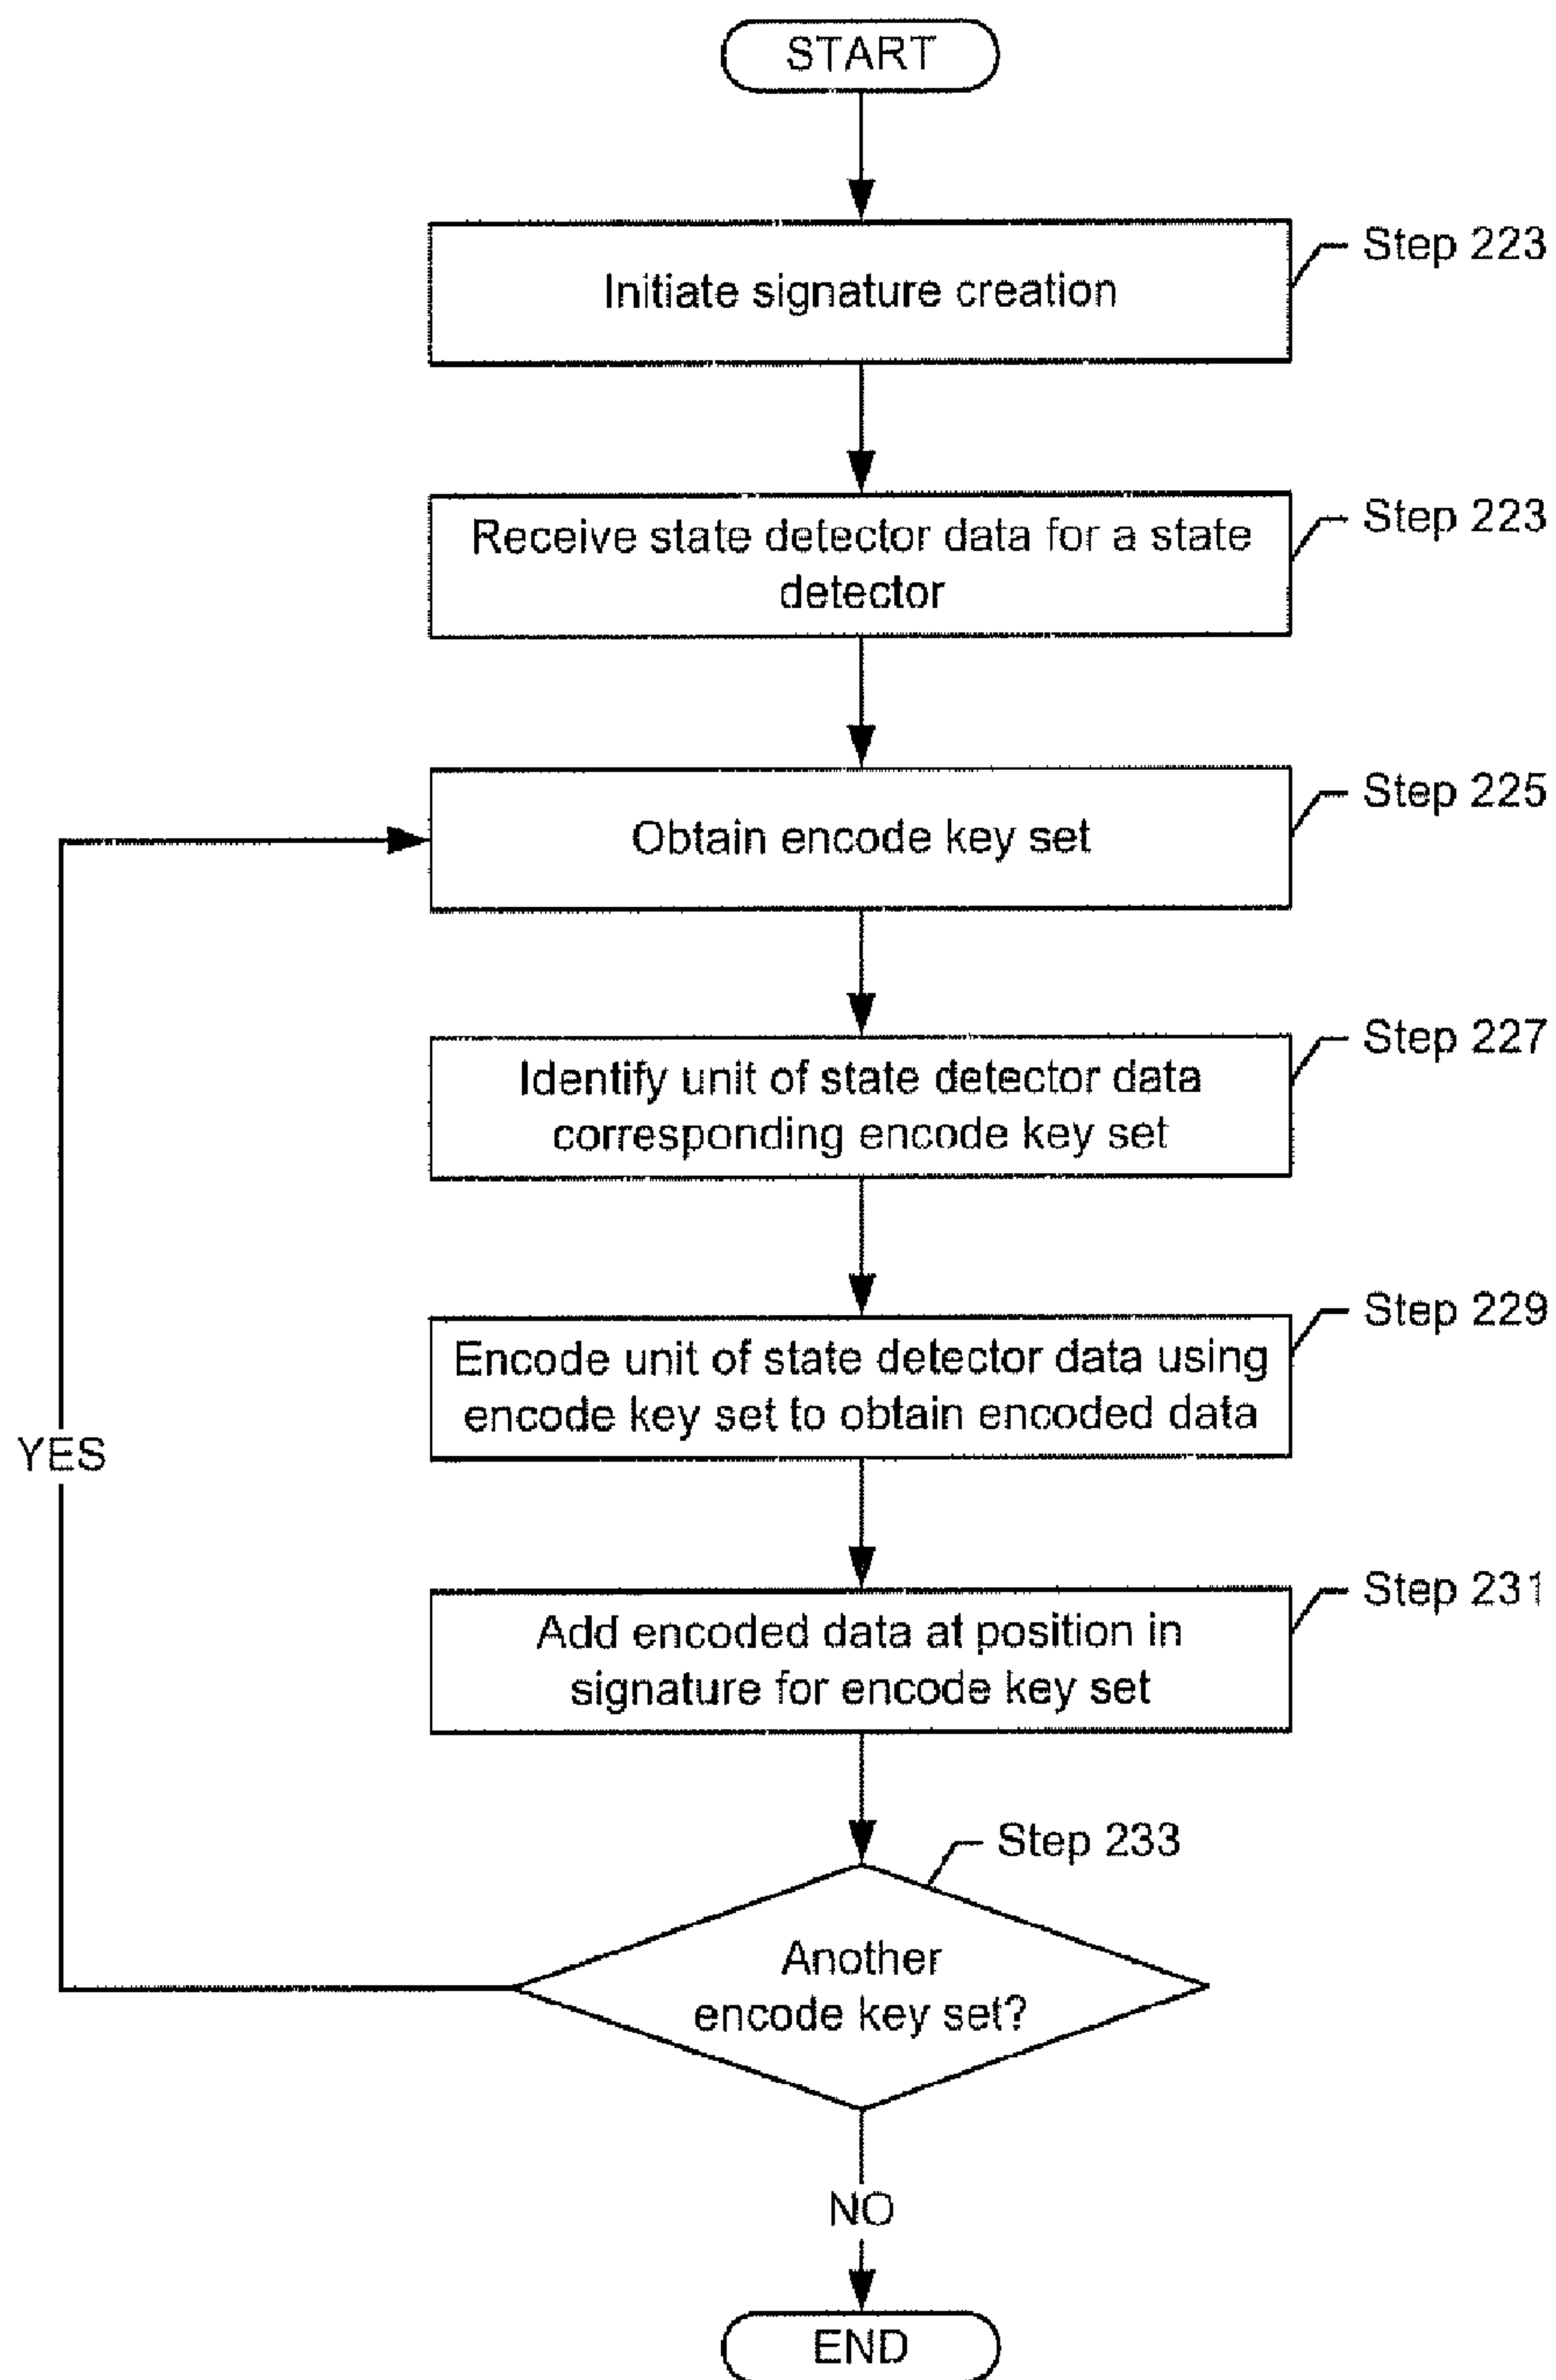 START
Initiate signature creation
Step 223
Receive state detector data for a state
detector
Step 223
Obtain encode key set
Step 225
Identify unit of state detector data
corresponding encode key set
Step 227
Encode unit of state detector data using
encode key set to obtain encoded data
Step 229
YES
Add encoded data at position in
signature for encode key set
Step 231
Step 233
Another
encode key set?
NO
END